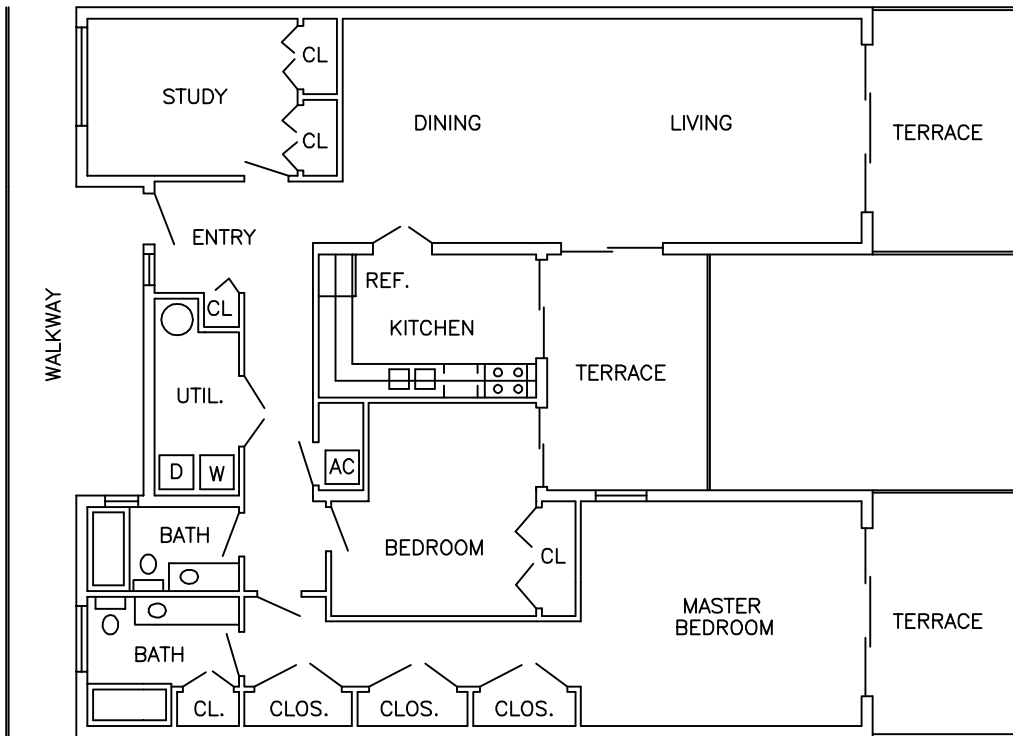 CL
STUDY
DINING
LIVING
TERRACE
CL
ENTRY
REF.
CL
KITCHEN
WALKWAY
TERRACE
UTIL.
AC
D
W
BATH
BEDROOM
CL
MASTER
BEDROOM
TERRACE
BATH
CL.
CLOS.
CLOS.
CLOS.